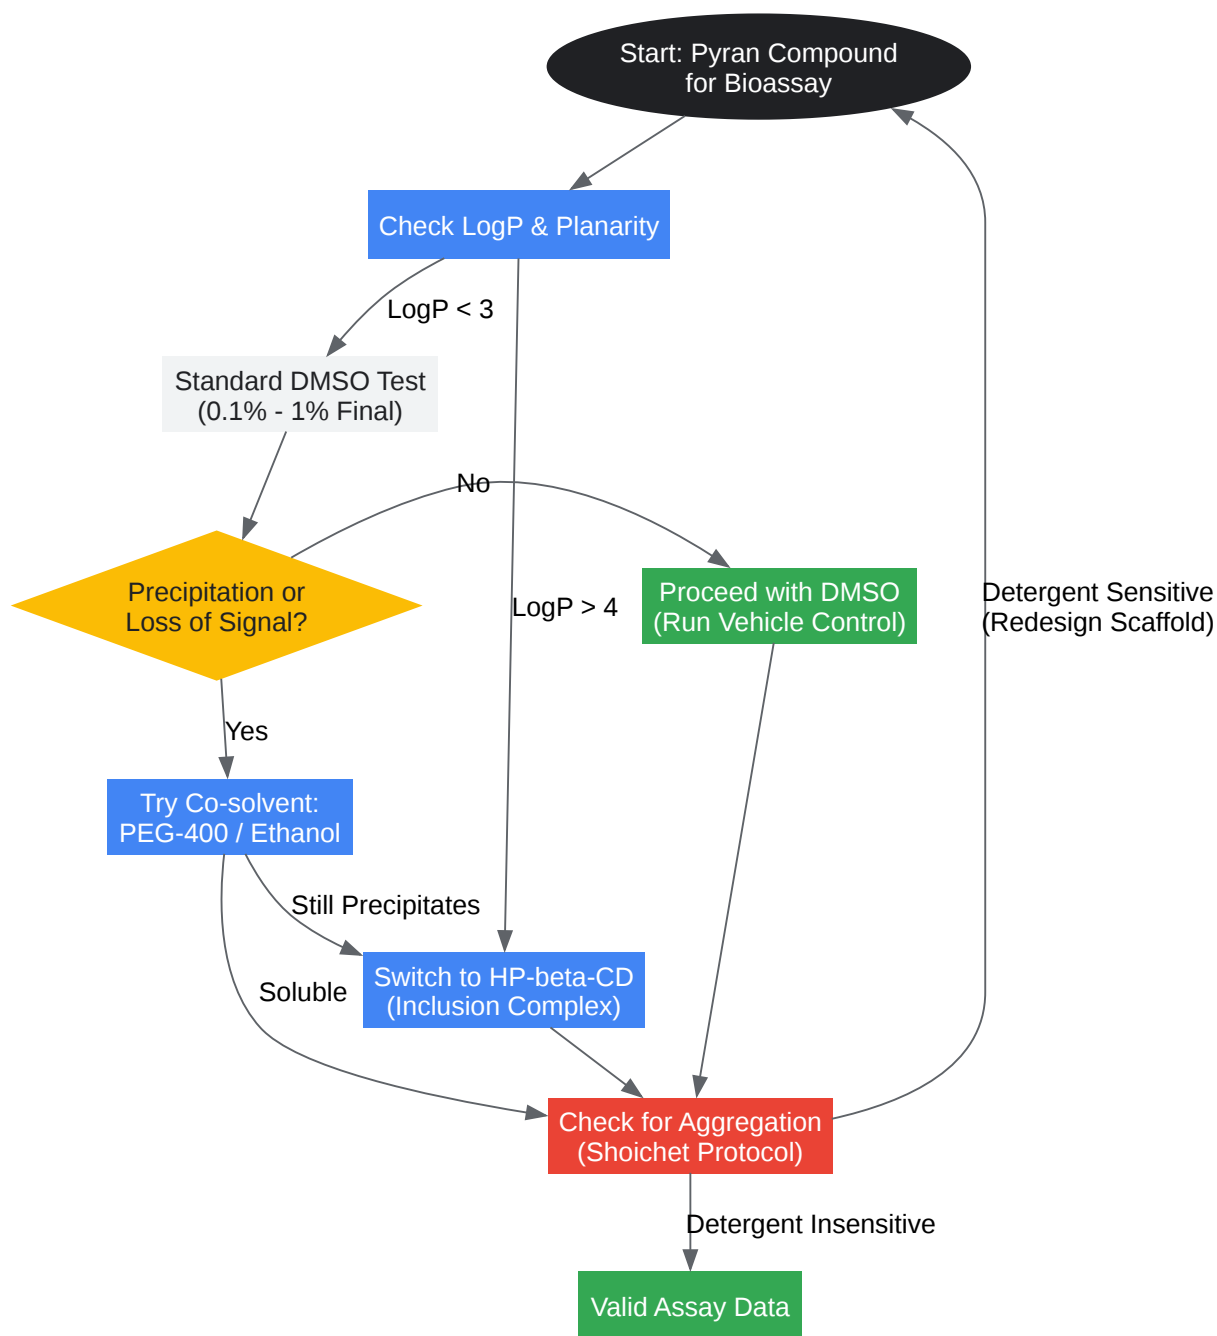 Start: Pyran Compound
for Bioassay
Check LogP & Planarity
LogP < 3
Standard DMSO Test
(0.1% - 1% Final)
No
Precipitation or
Loss of Signal?
LogP > 4
Proceed with DMSO
(Run Vehicle Control)
Detergent Sensitive
(Redesign Scaffold)
Yes
Try Co-solvent:
PEG-400 / Ethanol
Still Precipitates
Soluble
Switch to HP-beta-CD
(Inclusion Complex)
Check for Aggregation
(Shoichet Protocol)
Detergent Insensitive
Valid Assay Data